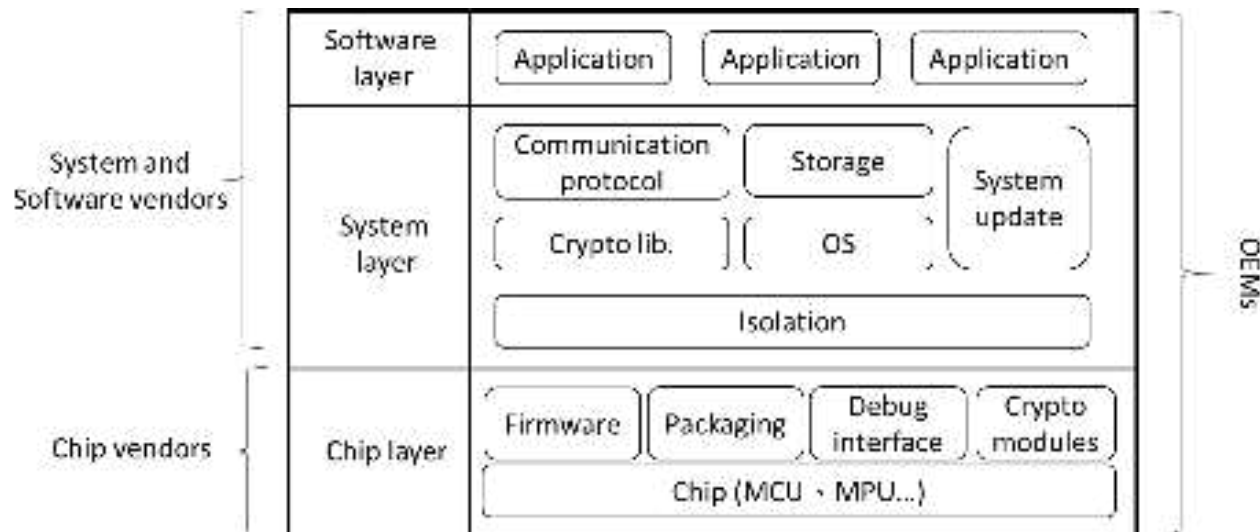 Software
layer
Application
Application
Application
System and
Software vendors
System
layer
Communication
protocol
Storage
System
update
Crypto lib.
OS
Isolation
OEMs
Chip vendors
Chip layer
Firmware
Packaging
Debug
interface
Crypto
modules
Chip (MCU、MPU...)